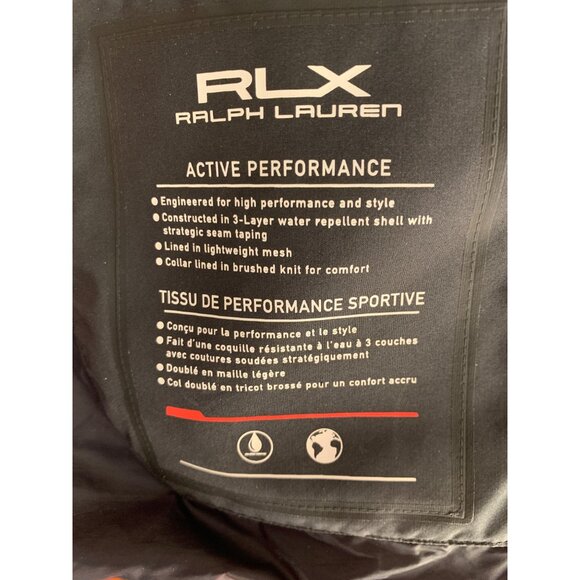 RLX
RALPH LAUREN
ACTIVE PERFORMANCE
● Engineered for high performance and style
● Constructed in 3-Layer water repellent shell with
strategic seam taping
● Lined in lightweight mesh
● Collar lined in brushed knit for comfort
TISSU DE PERFORMANCE SPORTIVE
● Conçu pour la performance et le style
● Fait d'une coquille résistante à l'eau à 3 couches
avec coutures soudées stratégiquement
● Doublé en maille légère
● Col doublé en tricot brossé pour un confort accru